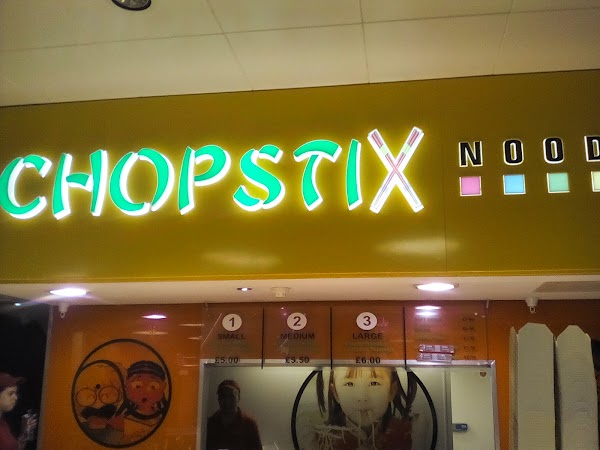 CHOPSTIX
NOOD
1 2 3
SMALL MEDIUM LARGE
£5.00 £5.50 £6.00